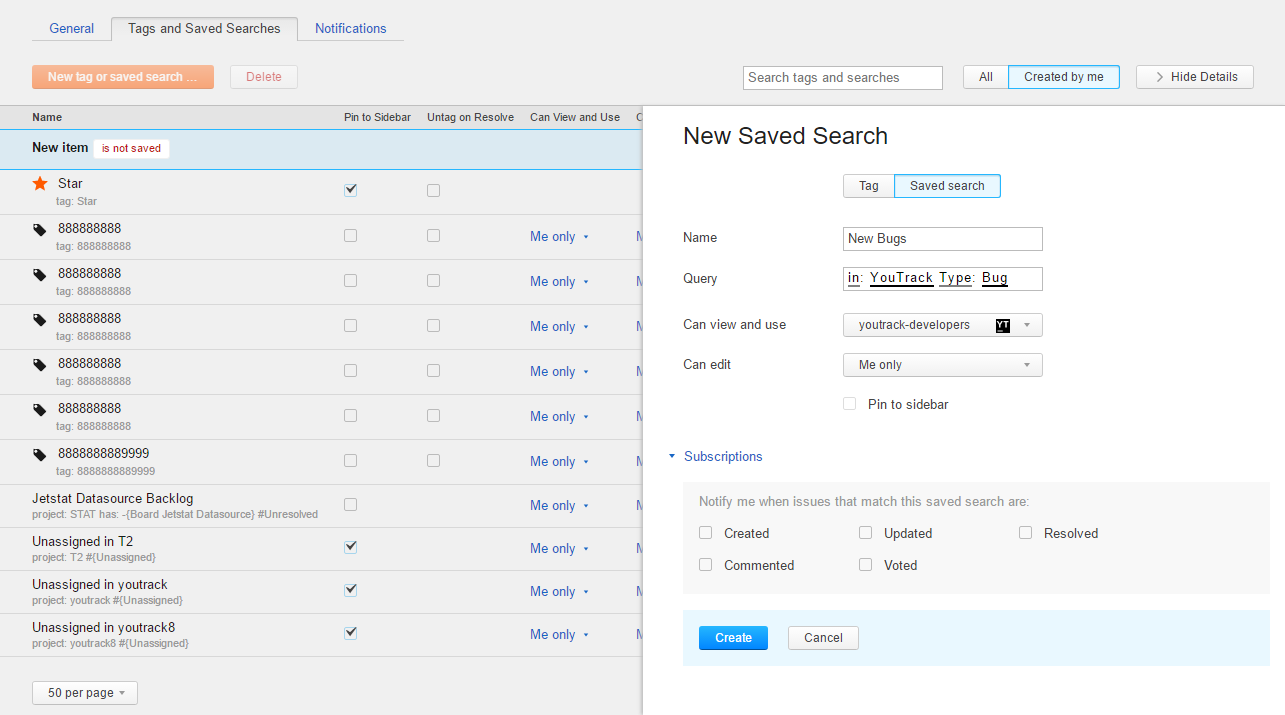 General Tags and Saved Searches Notifications
New tag or saved search ... Delete Search tags and searches All Created by me Hide Details
Name Pin to Sidebar Untag on Resolve Can View and Use
New item is not saved
Star
tag: Star
888888888
tag: 888888888
Me only
888888888
tag: 888888888
Me only
888888888
tag: 888888888
Me only
888888888
tag: 888888888
Me only
888888888
tag: 888888888
Me only
8888888889999
tag: 8888888889999
Me only
Jetstat Datasource Backlog
project: STAT has: -{Board Jetstat Datasource} #Unresolved
Me only
Unassigned in T2
project: T2 #{Unassigned}
Me only
Unassigned in youtrack
project: youtrack #{Unassigned}
Me only
Unassigned in youtrack8
project: youtrack8 #{Unassigned}
Me only
50 per page
New Saved Search
Tag Saved search
Name New Bugs
Query in: YouTrack Type: Bug
Can view and use youtrack-developers YT
Can edit Me only
Pin to sidebar
Subscriptions
Notify me when issues that match this saved search are:
Created Updated Resolved
Commented Voted
Create Cancel